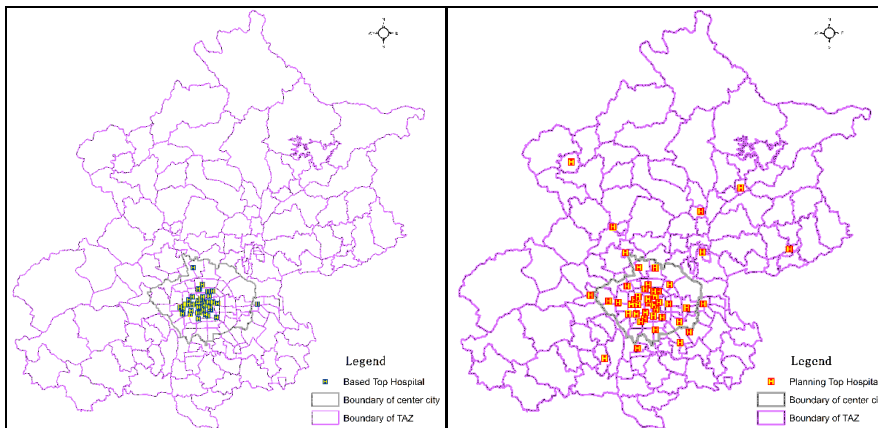 Legend
Based Top Hospital
Boundary of center city
Boundary of TAZ
Legend
Planning Top Hospita
Boundary of center ci
Boundary of TAZ